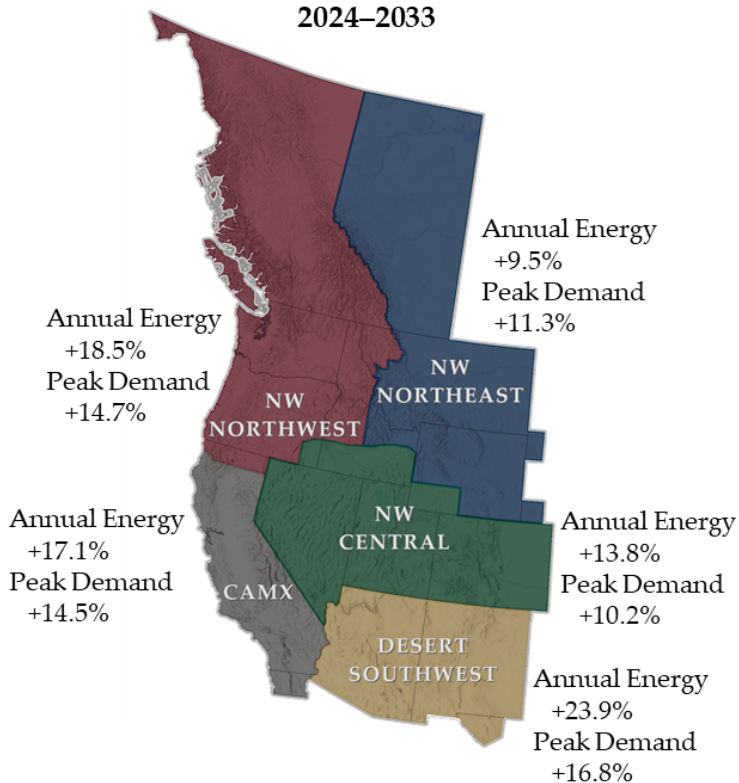 2024–2033
Annual Energy
+9.5%
Peak Demand
+11.3%
Annual Energy
+18.5%
Peak Demand
+14.7%
NW
NORTHEAST
NW
NORTHWEST
Annual Energy
+17.1%
Peak Demand
+14.5%
NW
CENTRAL
Annual Energy
+13.8%
Peak Demand
+10.2%
CAMX
DESERT
SOUTHWEST
Annual Energy
+23.9%
Peak Demand
+16.8%